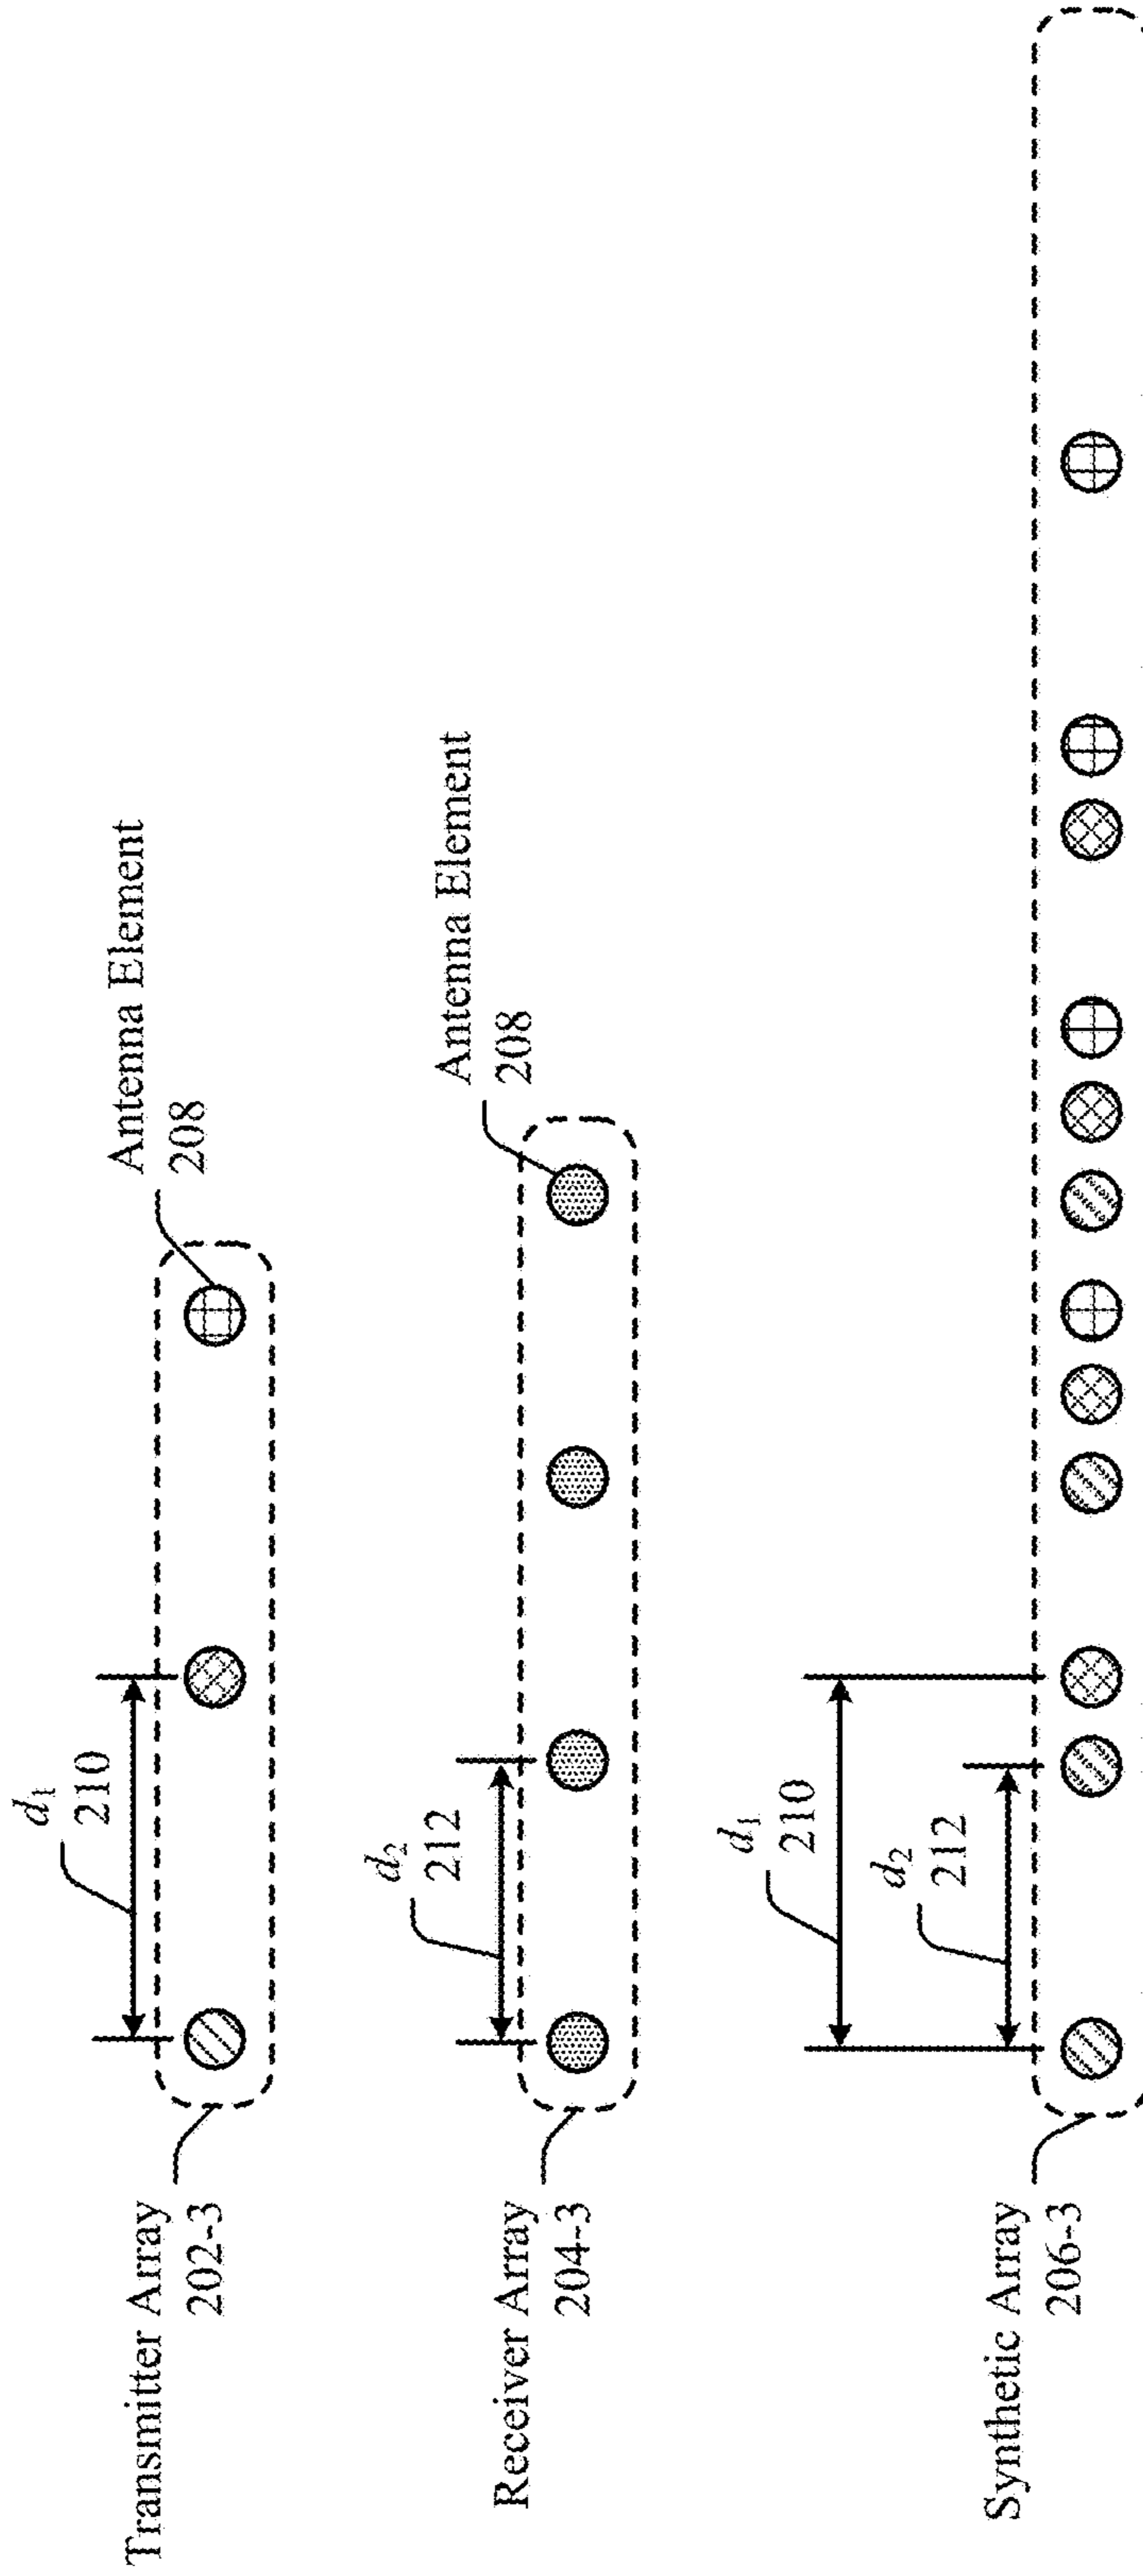 d₁
210
Antenna Element
208
Transmitter Array
202-3
d₂
212
Antenna Element
208
Receiver Array
204-3
d₁
210
d₂
212
Synthetic Array
206-3